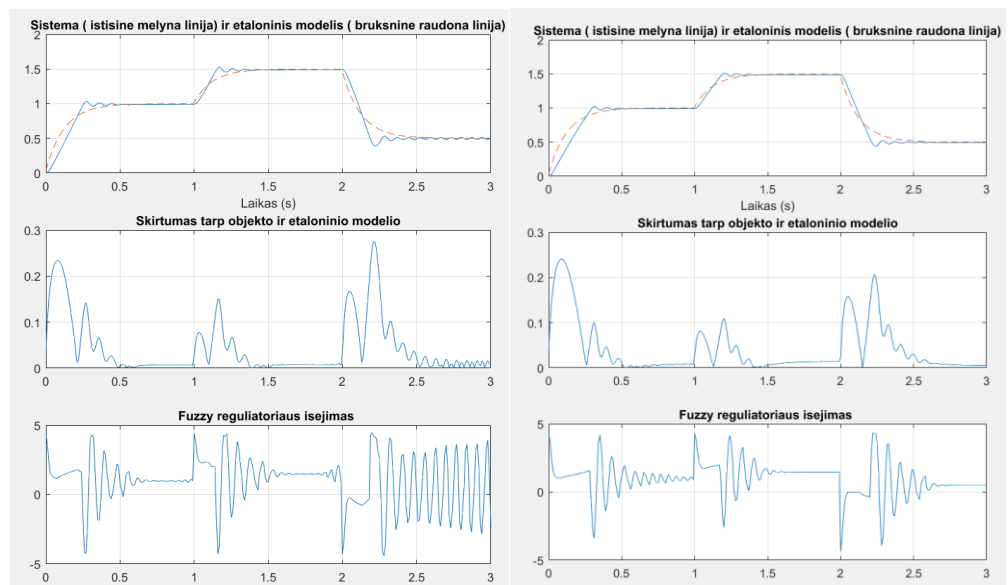 Sistema ( istisine melyna linija) ir etaloninis modelis ( bruksnine raudona linija)
2
1.5
1
0.5
0
0 0.5 1 1.5 2 2.5 3
Laikas (s)
Skirtumas tarp objekto ir etaloninio modelio
0.3
0.2
0.1
0
0 0.5 1 1.5 2 2.5 3
Fuzzy reguliatoriaus isejimas
5
0
-5
0 0.5 1 1.5 2 2.5 3
Sistema ( istisine melyna linija) ir etaloninis modelis ( bruksnine raudona linija)
2
1.5
1
0.5
0
0 0.5 1 1.5 2 2.5 3
Laikas (s)
Skirtumas tarp objekto ir etaloninio modelio
0.3
0.2
0.1
0
0 0.5 1 1.5 2 2.5 3
Fuzzy reguliatoriaus isejimas
5
0
-5
0 0.5 1 1.5 2 2.5 3